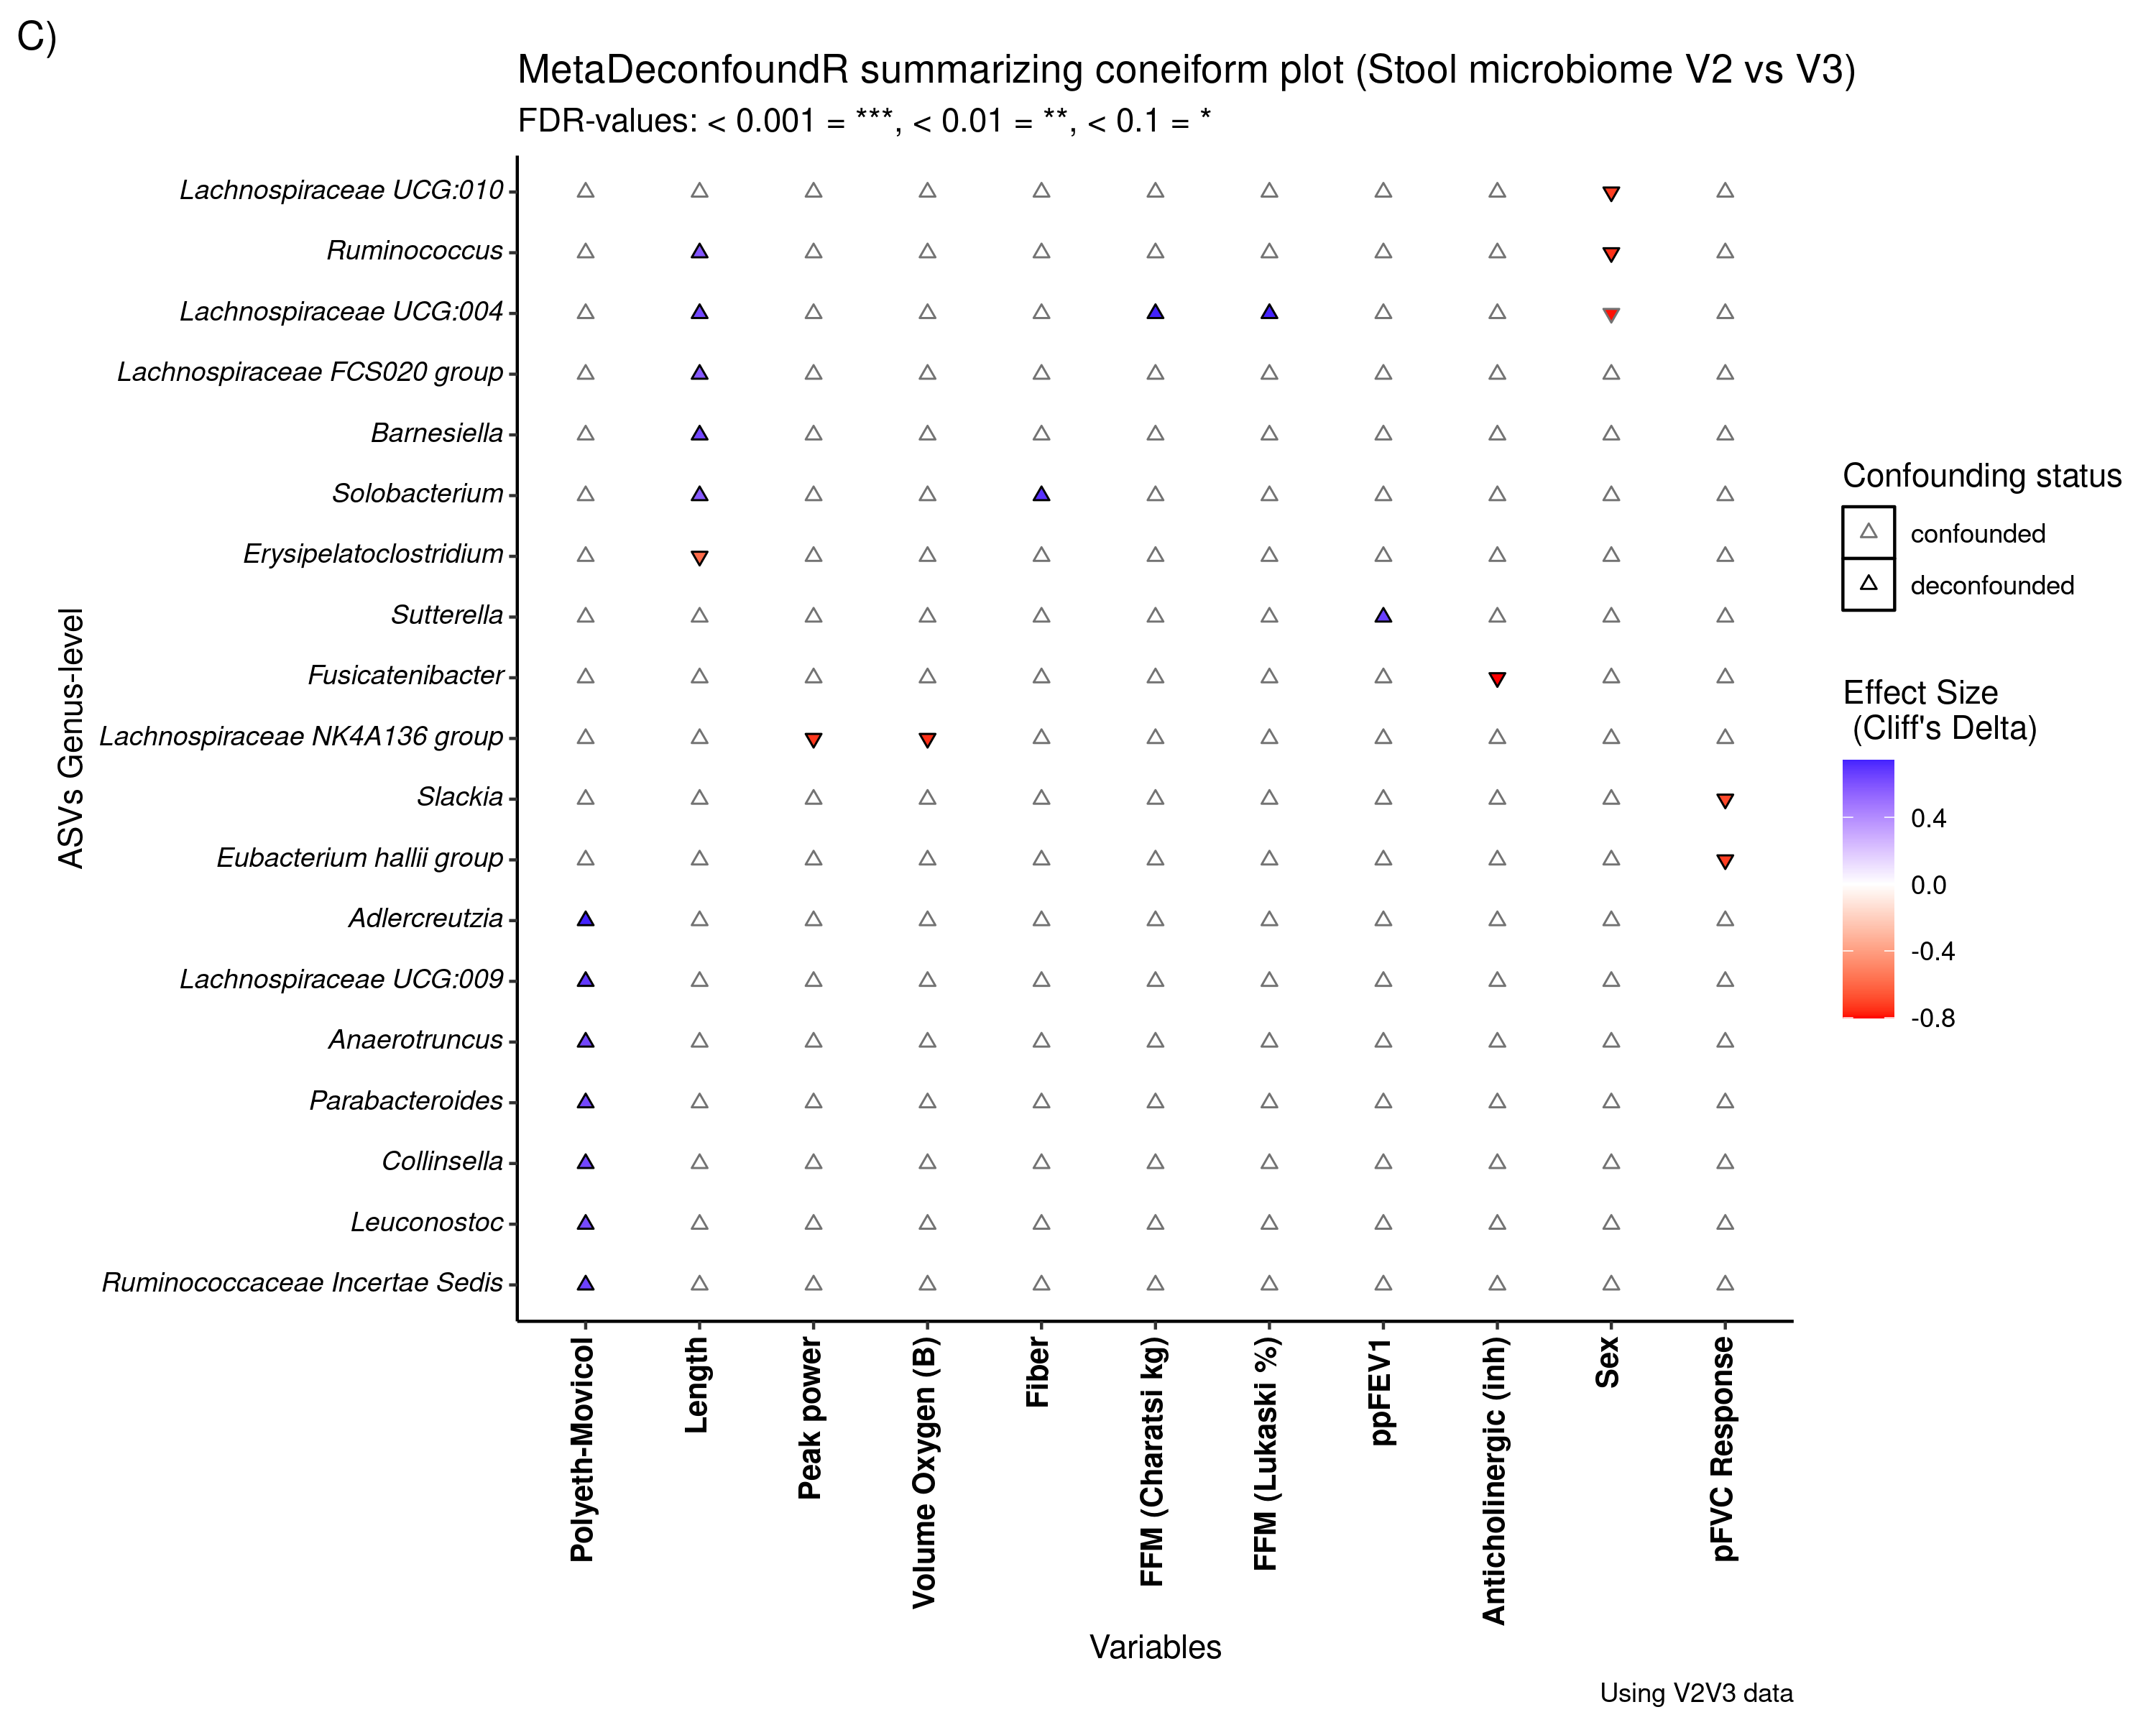 C)
MetaDeconfoundR summarizing coneiform plot (Stool microbiome V2 vs V3)
FDR-values: < 0.001 = ***, < 0.01 = **, < 0.1 = *
ASVs Genus-level
Lachnospiraceae UCG:010
Ruminococcus
Lachnospiraceae UCG:004
Lachnospiraceae FCS020 group
Barnesiella
Solobacterium
Erysipelatoclostridium
Sutterella
Fusicatenibacter
Lachnospiraceae NK4A136 group
Slackia
Eubacterium hallii group
Adlercreutzia
Lachnospiraceae UCG:009
Anaerotruncus
Parabacteroides
Collinsella
Leuconostoc
Ruminococcaceae Incertae Sedis
Polyeth-Movicol
Length
Peak power
Volume Oxygen (B)
Fiber
FFM (Charatsi kg)
FFM (Lukaski %)
ppFEV1
Anticholinergic (inh)
Sex
pFVC Response
Variables
Confounding status
confounded
deconfounded
Effect Size
(Cliff's Delta)
0.4
0.0
-0.4
-0.8
Using V2V3 data